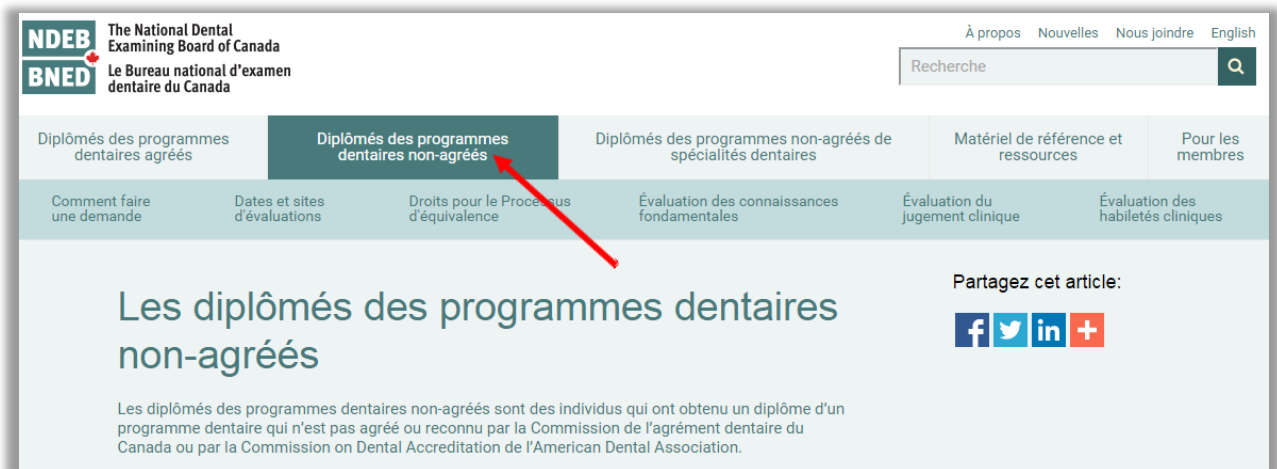 NDEB
BNED
The National Dental
Examining Board of Canada
Le Bureau national d'examen
dentaire du Canada
À propos Nouvelles Nous joindre English
Recherche
Diplômés des programmes
dentaires agréés
Diplômés des programmes
dentaires non-agréés
Diplômés des programmes non-agréés de
spécialités dentaires
Matériel de référence et
ressources
Pour les
membres
Comment faire
une demande
Dates et sites
d'évaluations
Droits pour le Processus
d'équivalence
Évaluation des connaissances
fondamentales
Évaluation du
jugement clinique
Évaluation des
habiletés cliniques
Les diplômés des programmes dentaires
non-agréés
Partagez cet article:
Les diplômés des programmes dentaires non-agréés sont des individus qui ont obtenu un diplôme d'un
programme dentaire qui n'est pas agréé ou reconnu par la Commission de l'agrément dentaire du
Canada ou par la Commission on Dental Accreditation de l'American Dental Association.